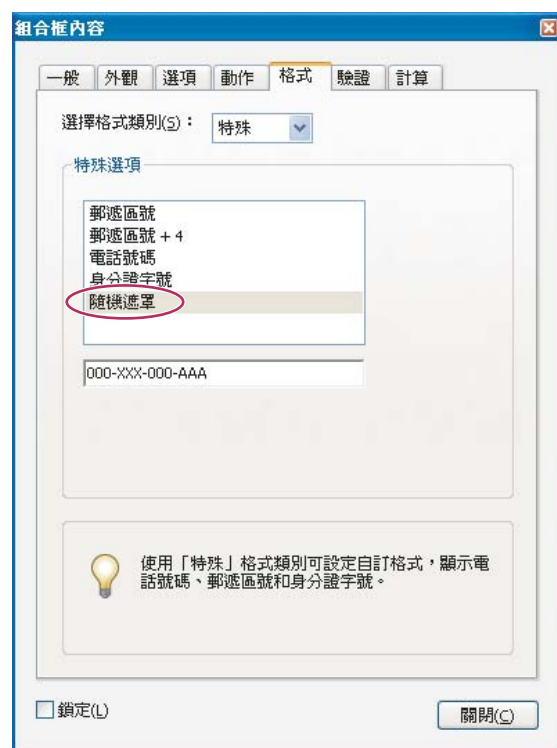 組合框內容
一般 外觀 選項 動作 格式 驗證 計算
選擇格式類別(S)： 特殊
特殊選項
郵遞區號
郵遞區號 + 4
電話號碼
身分證字號
隨機遮罩
000-XXX-000-AAA
使用「特殊」格式類別可設定自訂格式，顯示電
話號碼、郵遞區號和身分證字號。
鎖定(L)
關閉(C)